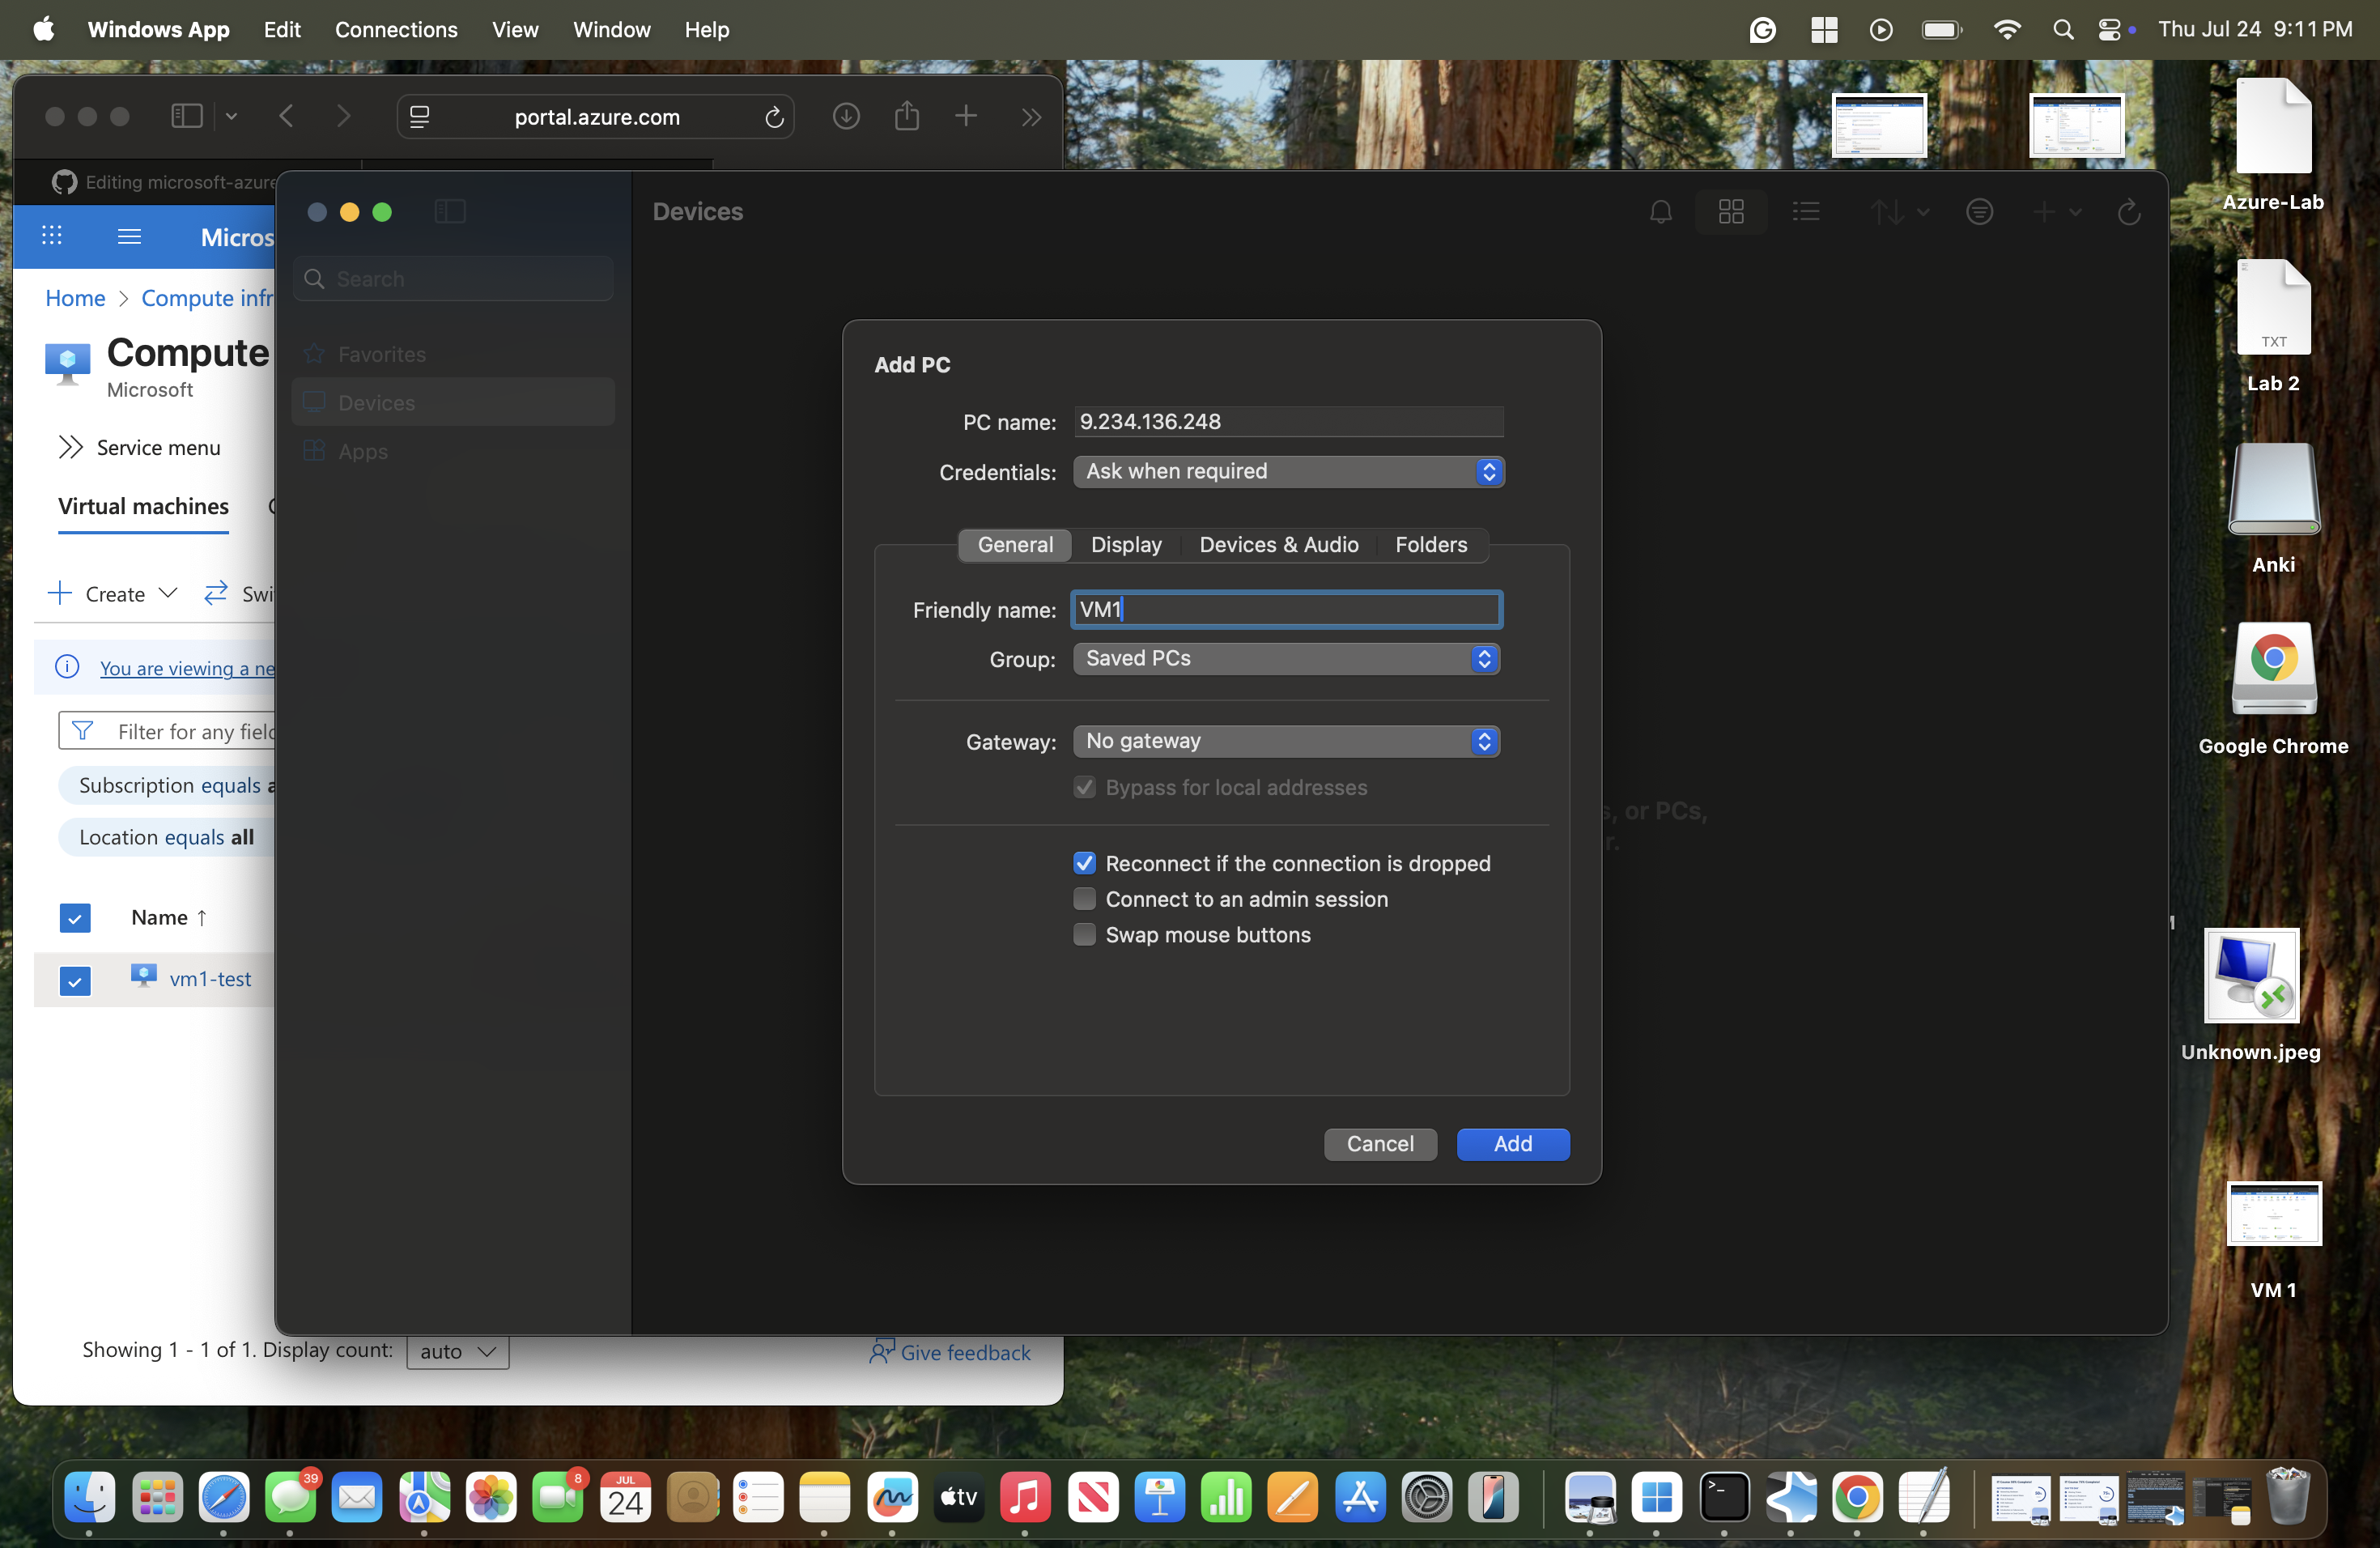 Windows App Edit Connections View Window Help Thu Jul 24 9:11 PM
portal.azure.com
Editing microsoft-azure
Micros
Home > Compute infr
Compute
Microsoft
Service menu
Virtual machines
Create
Swi
You are viewing a ne
Filter for any field
Subscription equals a
Location equals all
Name ↑
vm1-test
Showing 1 - 1 of 1. Display count: auto
Give feedback
Devices
Search
Favorites
Devices
Apps
s, or PCs,
r.
Add PC
PC name: 9.234.136.248
Credentials: Ask when required
General Display Devices & Audio Folders
Friendly name: VM1
Group: Saved PCs
Gateway: No gateway
Bypass for local addresses
Reconnect if the connection is dropped
Connect to an admin session
Swap mouse buttons
Cancel Add
Azure-Lab
TXT
Lab 2
Anki
Google Chrome
Unknown.jpeg
VM 1
39
8
JUL
24
tv